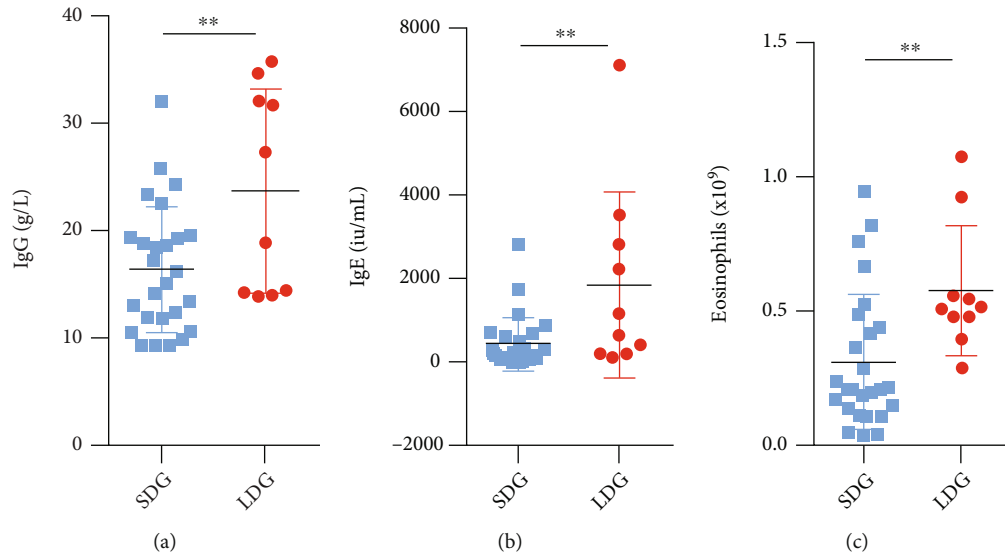 **
40
30
20
10
0
IgG (g/L)
SDG
LDG
(a)
**
8000
6000
4000
2000
0
–2000
IgE (iu/mL)
SDG
LDG
(b)
**
1.5
1.0
0.5
0.0
Eosinophils (x10⁹)
SDG
LDG
(c)